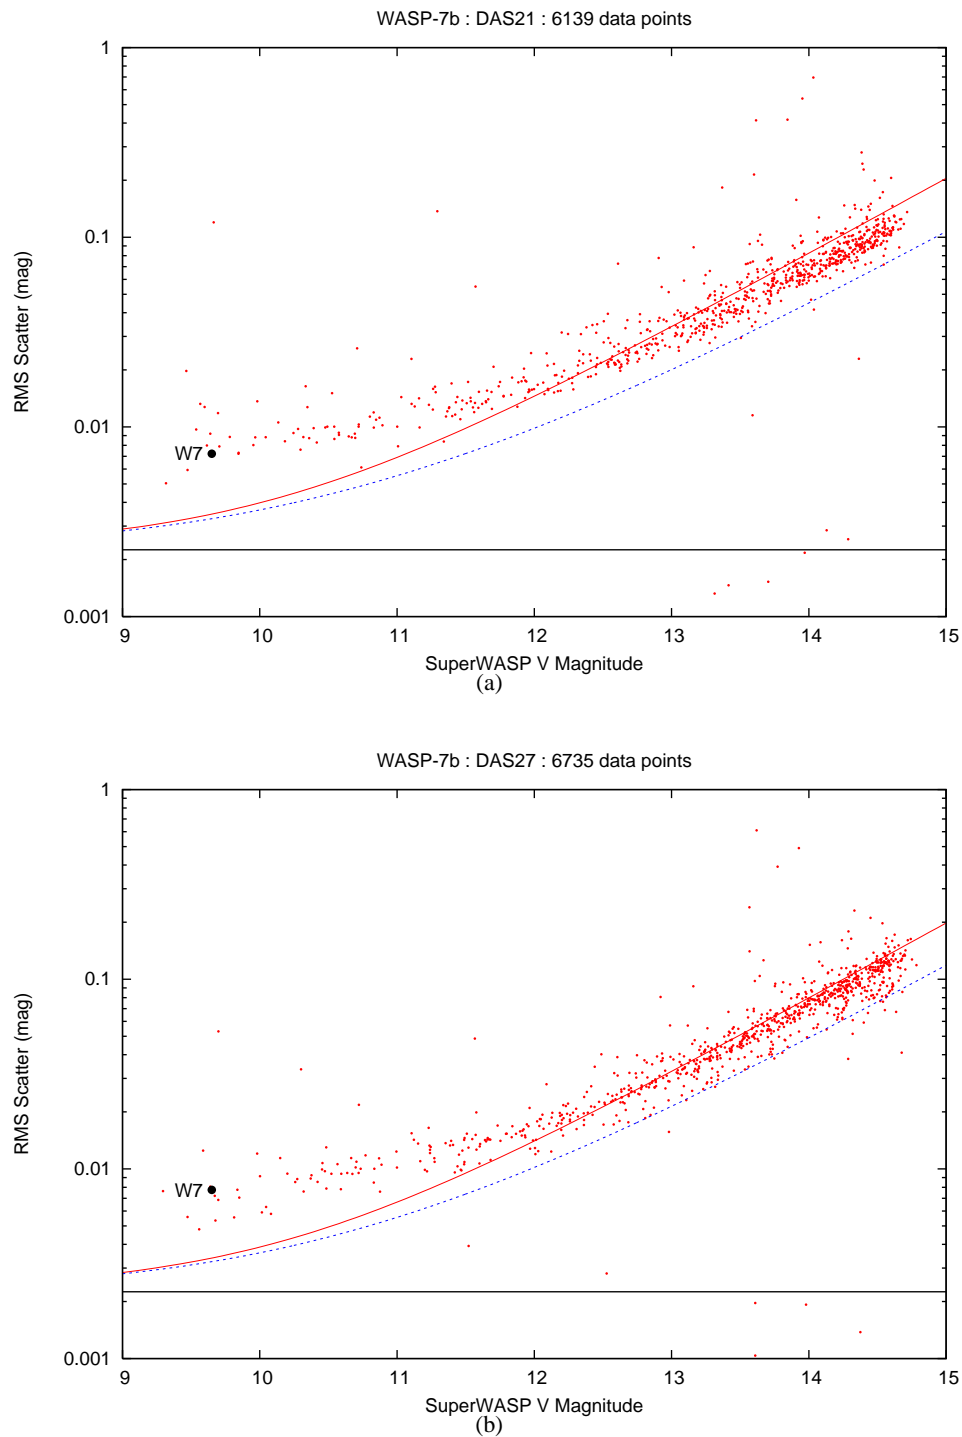 WASP-7b : DAS21 : 6139 data points
1
0.1
0.01
0.001
RMS Scatter (mag)
W7
9 10 11 12 13 14 15
SuperWASP V Magnitude
(a)
WASP-7b : DAS27 : 6735 data points
1
0.1
0.01
0.001
RMS Scatter (mag)
W7
9 10 11 12 13 14 15
SuperWASP V Magnitude
(b)